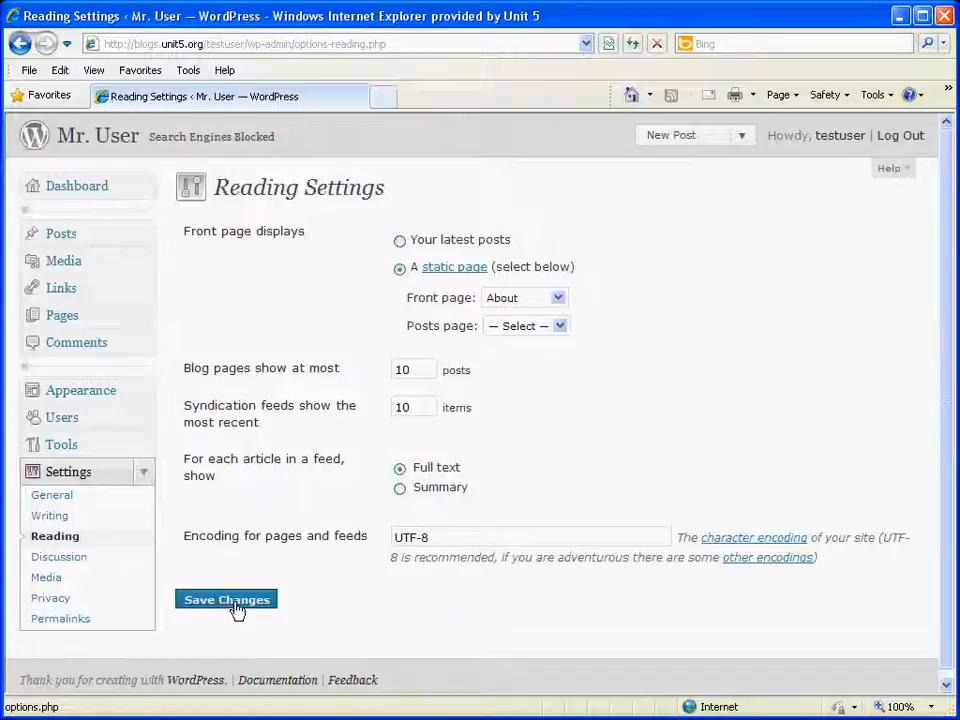 Reading Settings ‹ Mr. User — WordPress - Windows Internet Explorer provided by Unit 5
http://blogs.unit5.org/testuser/wp-admin/options-reading.php
Bing
File Edit View Favorites Tools Help
Favorites
Reading Settings ‹ Mr. User — WordPress
Page Safety Tools »
Mr. User Search Engines Blocked
New Post
Howdy, testuser | Log Out
Help
Dashboard
Posts
Media
Links
Pages
Comments
Appearance
Users
Tools
Settings
General
Writing
Reading
Discussion
Media
Privacy
Permalinks
Reading Settings
Front page displays
Your latest posts
A static page (select below)
Front page: About
Posts page: — Select —
Blog pages show at most 10 posts
Syndication feeds show the
most recent
10 items
For each article in a feed,
show
Full text
Summary
Encoding for pages and feeds
UTF-8
The character encoding of your site (UTF-
8 is recommended, if you are adventurous there are some other encodings)
Save Changes
Thank you for creating with WordPress. | Documentation | Feedback
options.php
Internet
100%